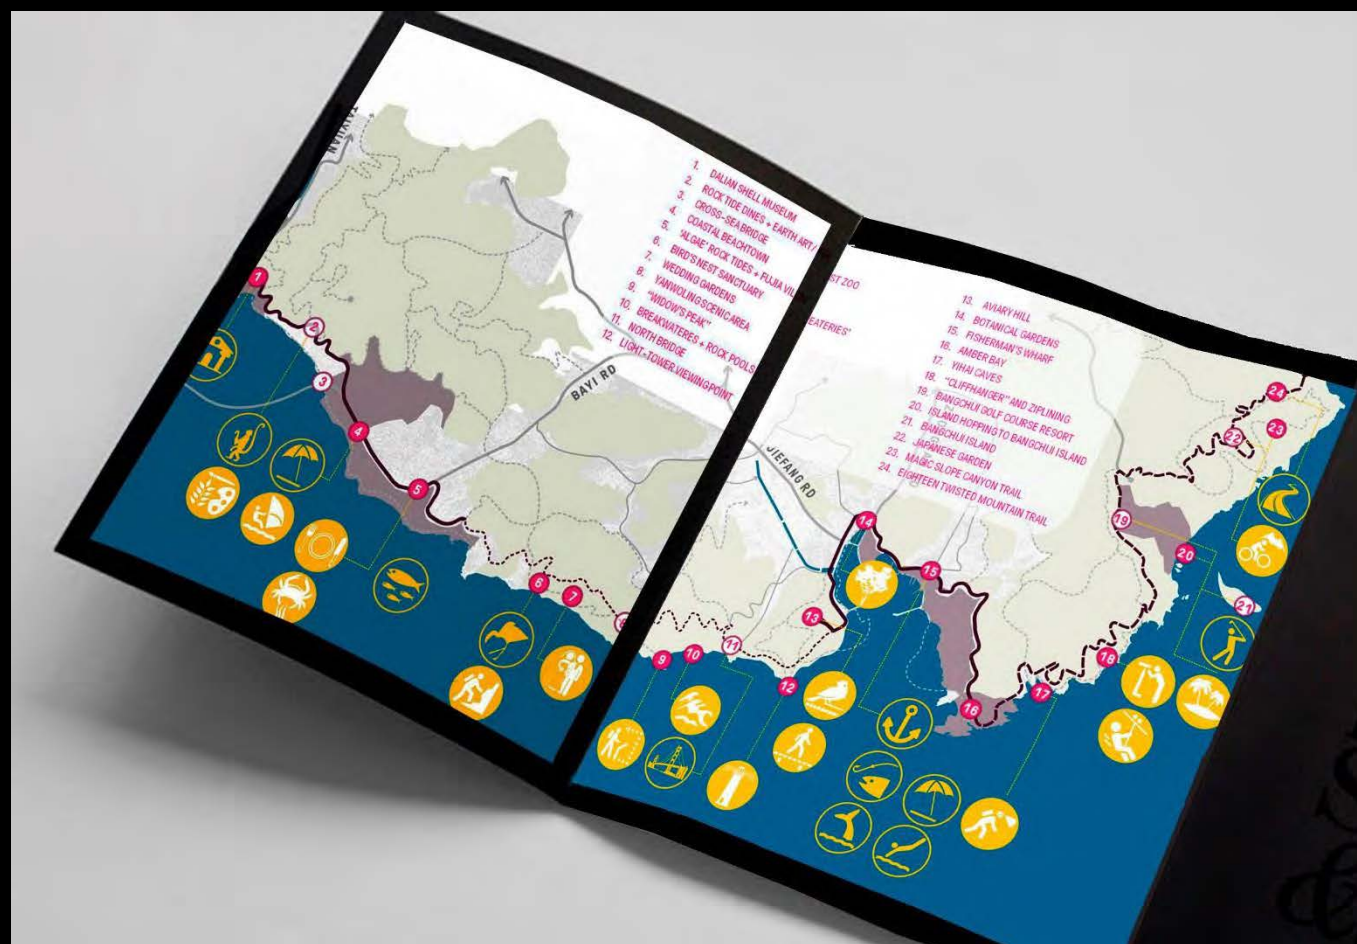 TAIYUAN
1. DALIAN SHELL MUSEUM
2. ROCK TIDE DINES + EARTH ART /
3. CROSS-SEA BRIDGE
4. COASTAL BEACHTOWN
5. 'ALGAE' ROCK TIDES + FUJIA
6. BIRD'S NEST SANCTUARY
7. WEDDING GARDENS
8. YANWOLING SCENIC AREA
9. "WIDOW'S PEAK"
10. BREAKWATERES + ROCK POOLS
11. NORTH BRIDGE
12. LIGHT-TOWER VIEWING POINT
BAYI RD
1
2
3
4
5
6
7
ZOO
EATERIES'
13. AVIARY HILL
14. BOTANICAL GARDENS
15. FISHERMAN'S WHARF
16. AMBER BAY
17. YIHAI CAVES
18. "CLIFFHANGER" AND ZIPLINING
19. BANGCHUI GOLF COURSE RESORT
20. ISLAND HOPPING TO BANGCHUI ISLAND
21. BANGCHUI ISLAND
22. JAPANESE GARDEN
23. MAGIC SLOPE CANYON TRAIL
24. EIGHTEEN TWISTED MOUNTAIN TRAIL
JIEFANG RD
9
10
11
12
13
14
15
16
17
18
19
20
21
22
23
24
&